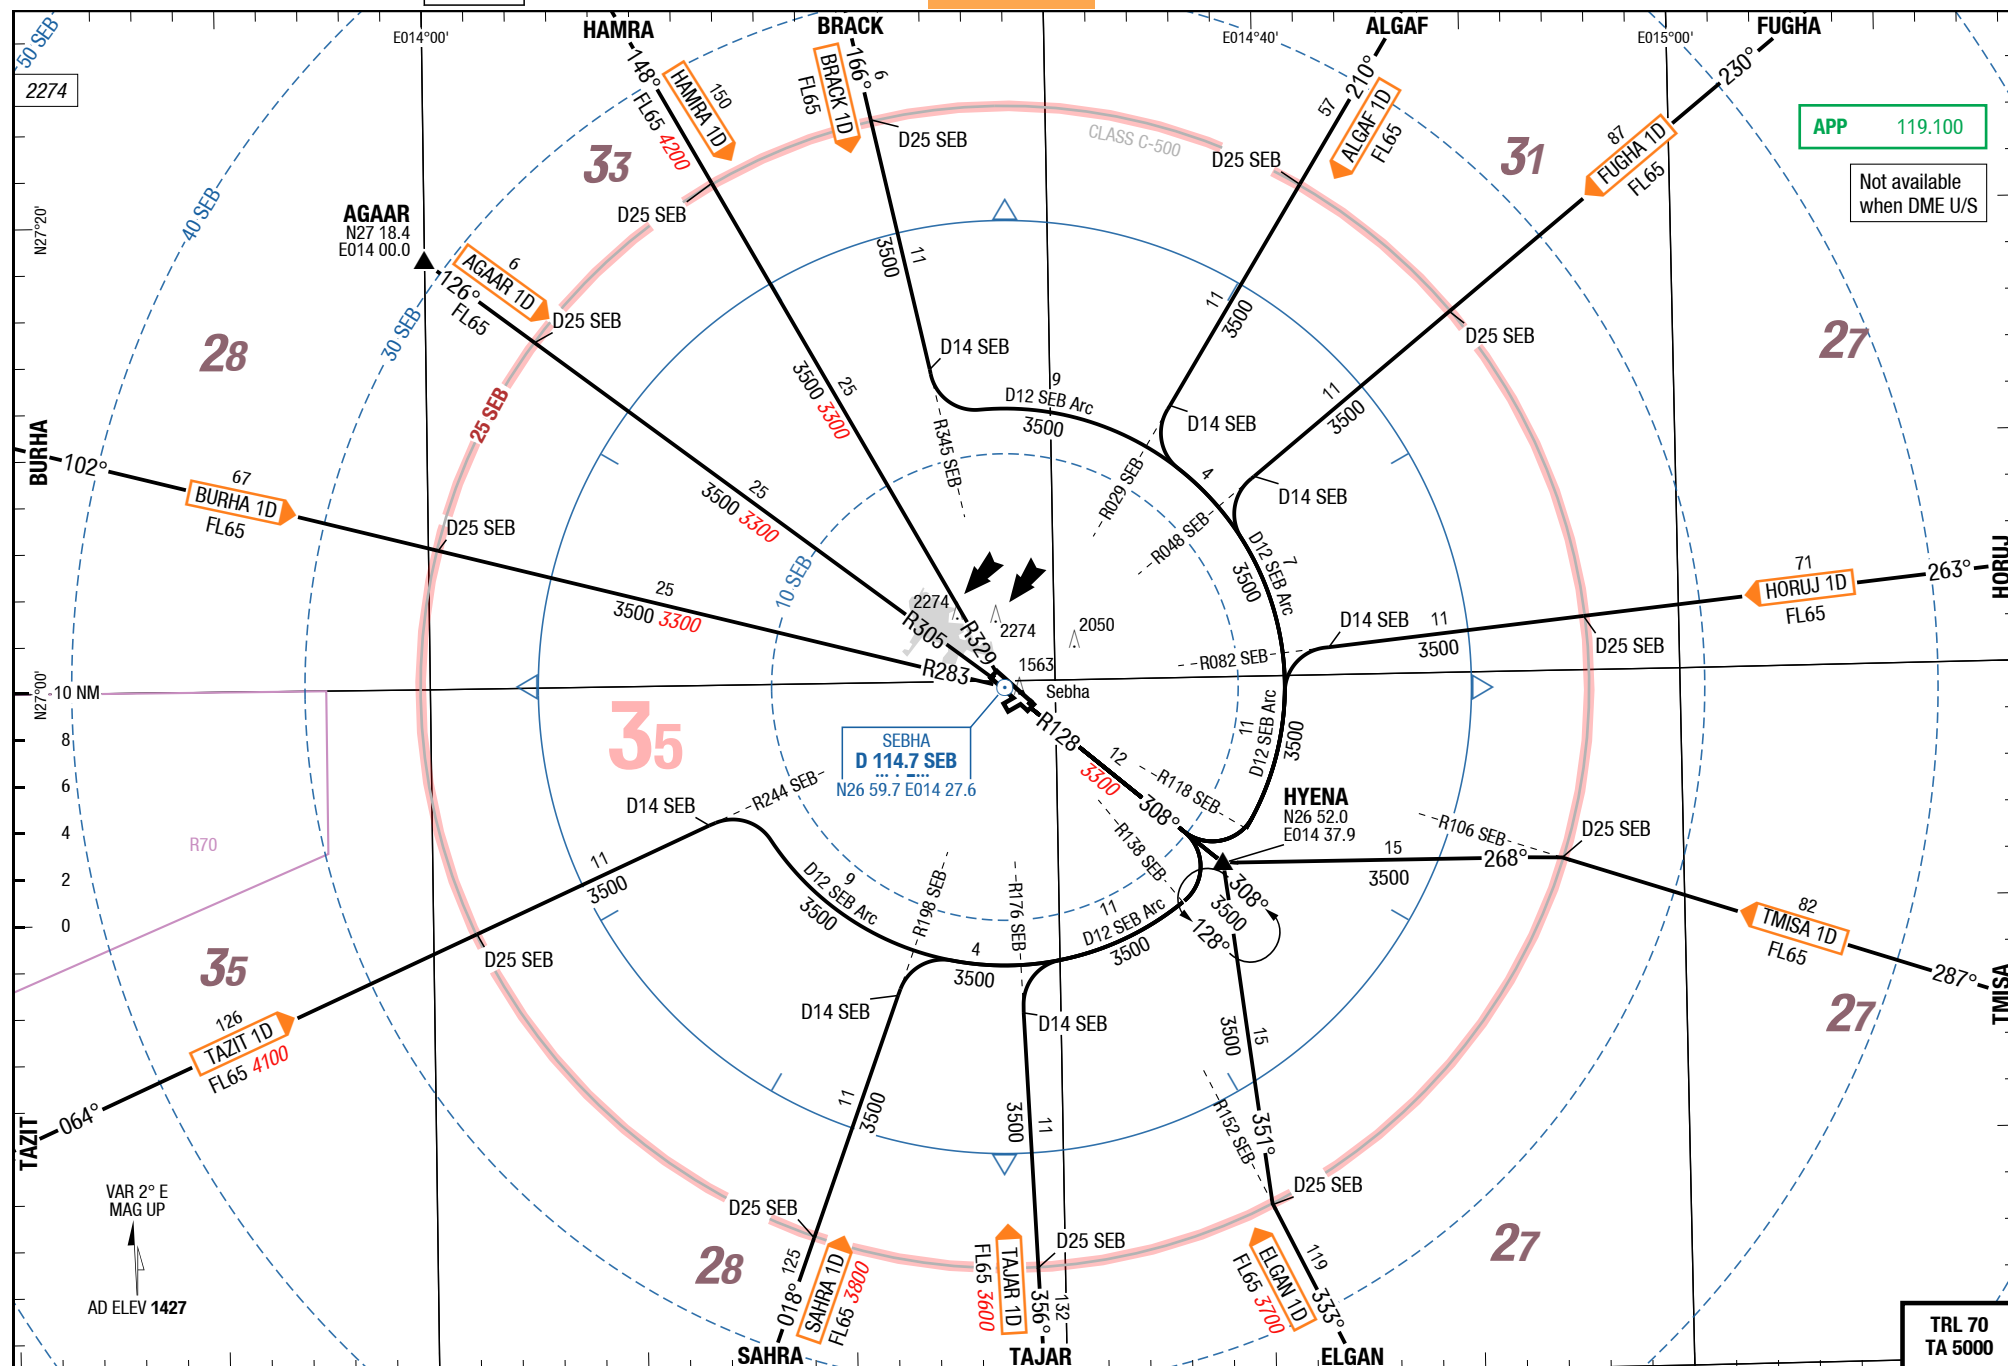 HAMRA
BRACK
ALGAF
FUGHA
50 SEB
E014°00'
E014°40'
E015°00'
2274
148°
FL65 4200
150
HAMRA 1D
BRACK 1D
FL65
166°
6
D25 SEB
CLASS C-500
D25 SEB
57
210°
ALGAF 1D
FL65
87
230°
FUGHA 1D
FL65
APP 119.100
Not available
when DME U/S
33
31
40 SEB
N27°20'
AGAAR
N27 18.4
E014 00.0
6
AGAAR 1D
126°
FL65
D25 SEB
D25 SEB
30 SEB
28
25 SEB
11
3500
11
3500
D25 SEB
27
D14 SEB
25
3500 3300
9
D12 SEB Arc
3500
D14 SEB
11
3500
BURHA
102°
67
BURHA 1D
FL65
D25 SEB
25
3500 3300
R345 SEB
R029 SEB
4
D14 SEB
R048 SEB
7
D12 SEB Arc
3500
10 SEB
25
3500 3300
2274
2274
2050
R305
R329
R283
1563
Sebha
R082 SEB
D14 SEB
11
3500
71
HORUJ 1D
FL65
263°
HORUJ
D25 SEB
N27°00'
10 NM
8
6
4
2
0
35
SEBHA
D 114.7 SEB
N26 59.7 E014 27.6
R128
12
3300
308°
11
D12 SEB Arc
3500
R118 SEB
HYENA
N26 52.0
E014 37.9
R106 SEB
D25 SEB
15
3500
268°
R138 SEB
308°
3500
128°
82
TMISA 1D
FL65
287°
TMISA
27
R70
D14 SEB
R244 SEB
11
3500
9
D12 SEB Arc
3500
R198 SEB
R176 SEB
4
3500
11
D12 SEB Arc
3500
35
D25 SEB
126
TAZIT 1D
FL65 4100
064°
TAZIT
D14 SEB
D14 SEB
11
3500
3500
11
3500
15
351°
R152 SEB
D25 SEB
VAR 2° E
MAG UP
AD ELEV 1427
28
D25 SEB
125
018°
SAHRA 1D
FL65 3800
SAHRA
FL65 3600
TAJAR 1D
D25 SEB
356°
132
TAJAR
FL65 3700
ELGAN 1D
119
333°
ELGAN
27
TRL 70
TA 5000